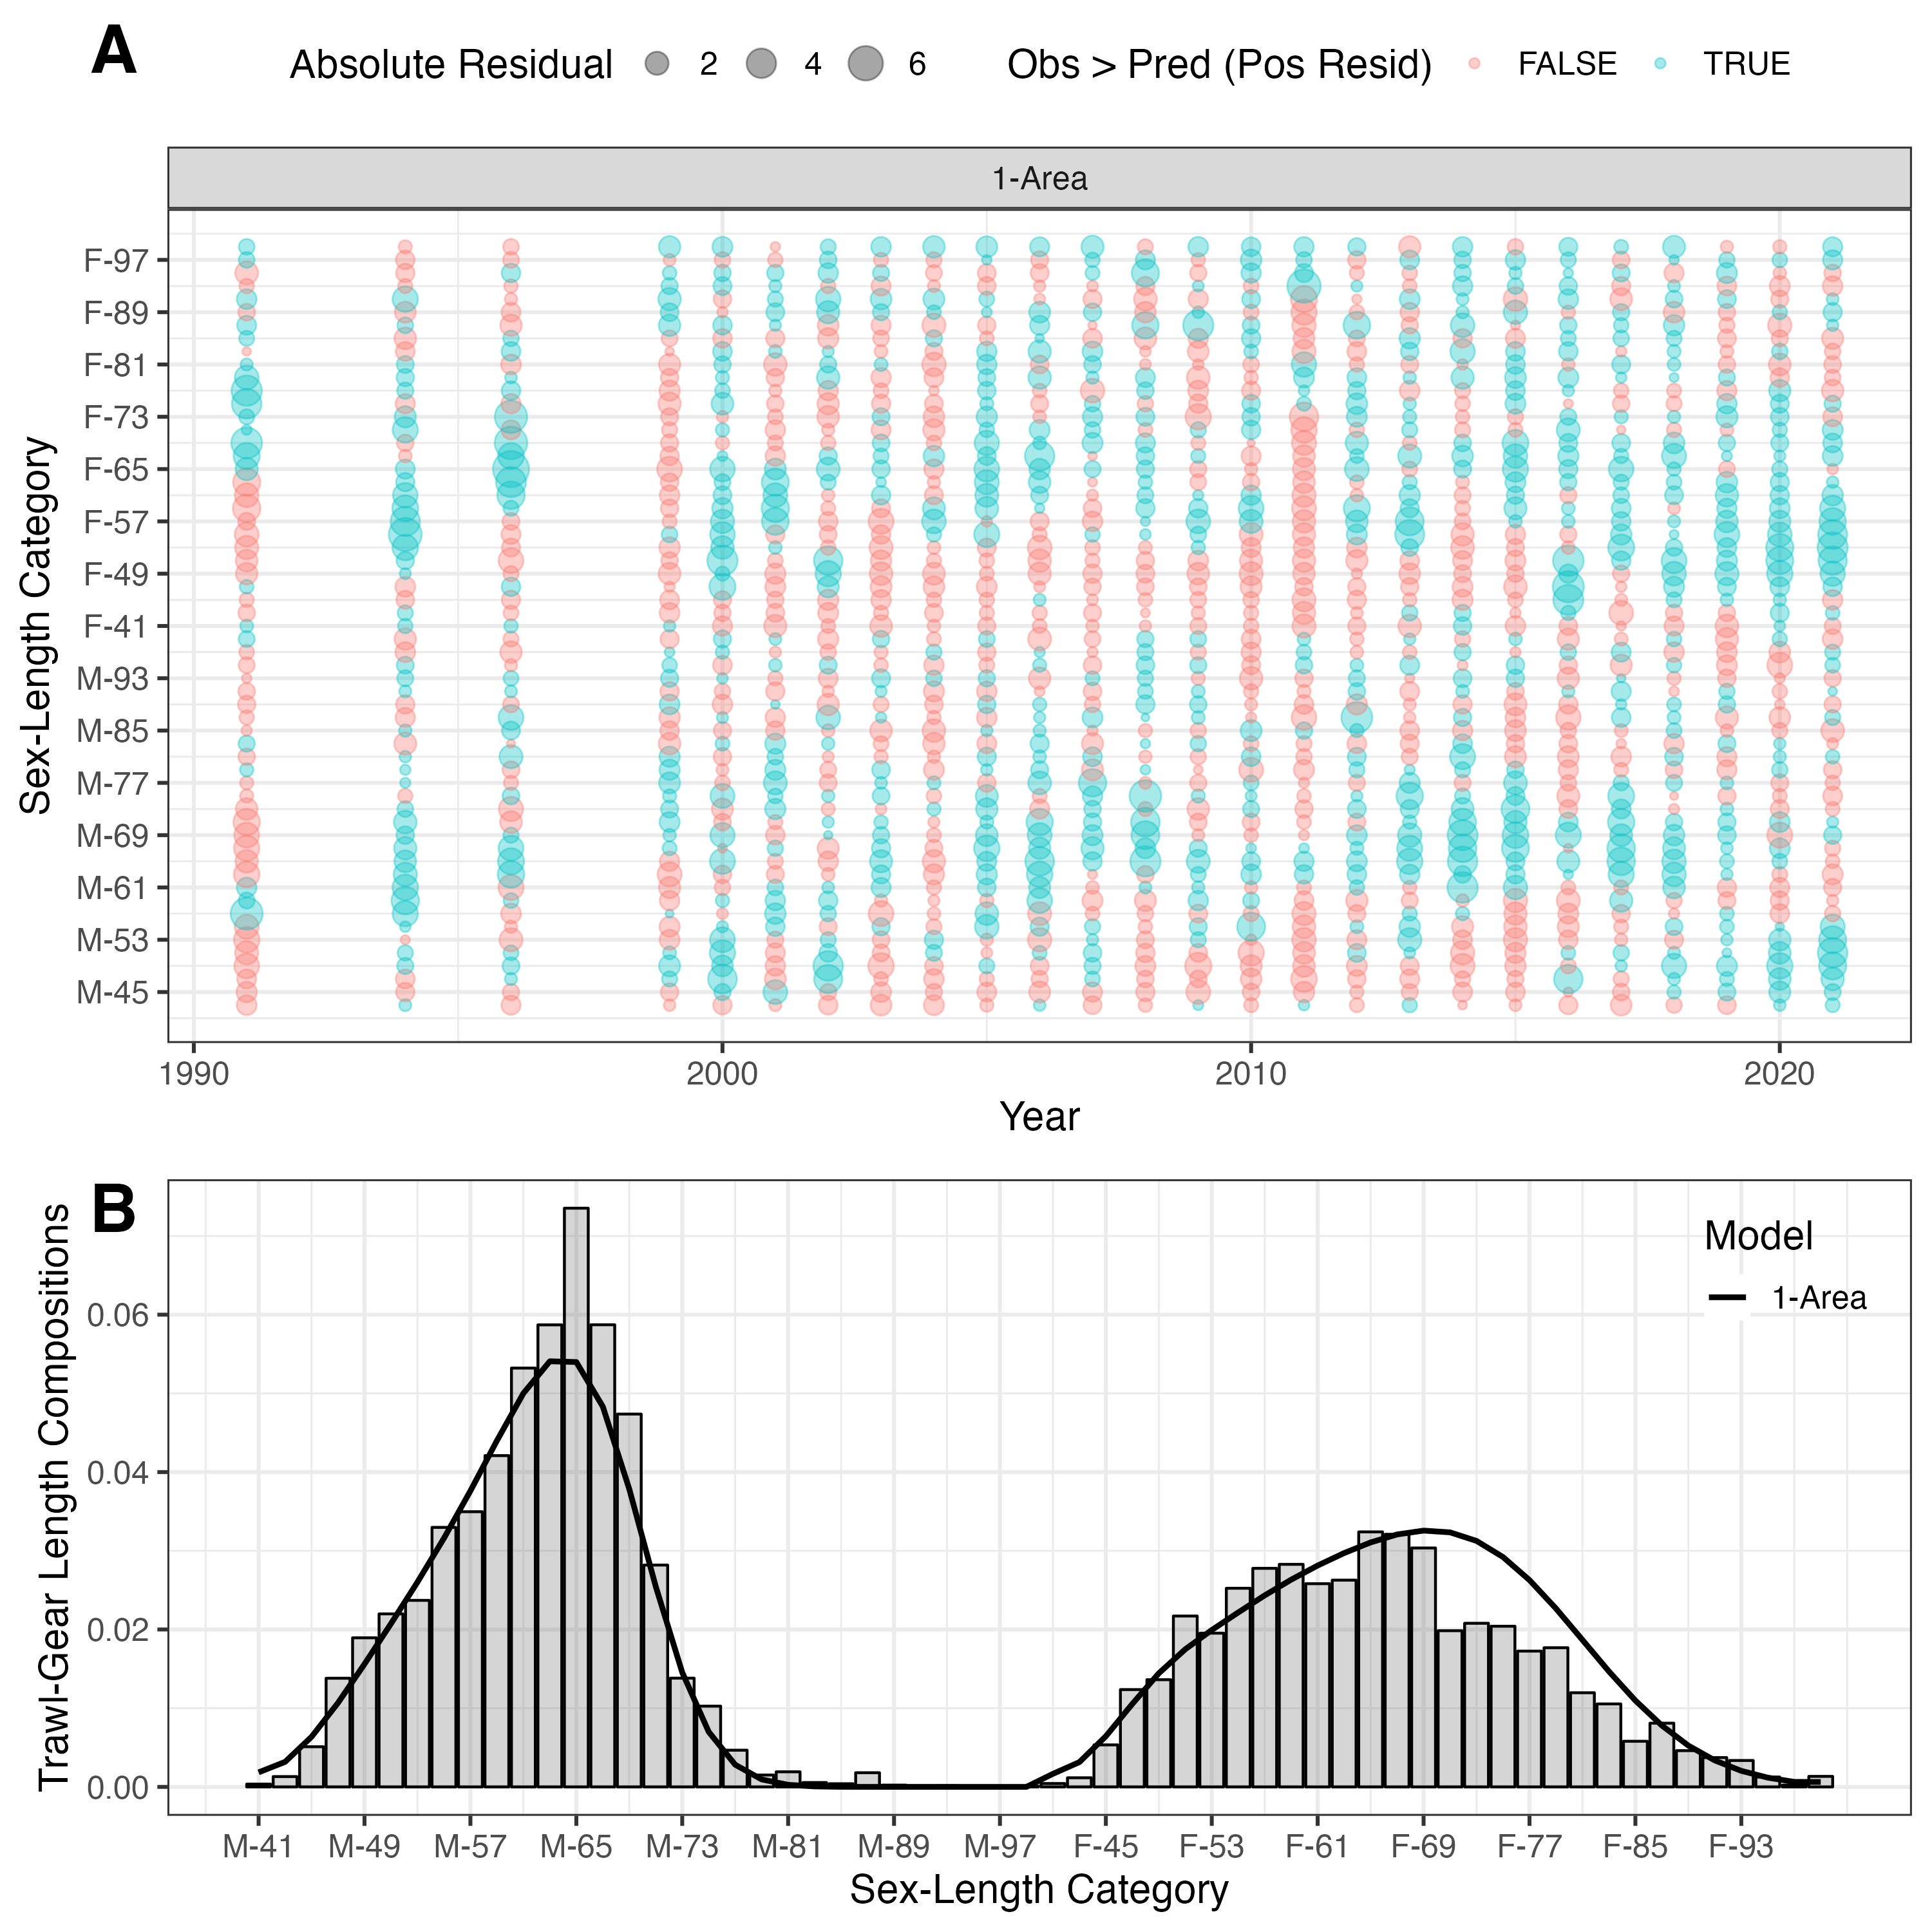 A
Absolute Residual 2 4 6 Obs > Pred (Pos Resid) FALSE TRUE
1-Area
Sex-Length Category
F-97
F-89
F-81
F-73
F-65
F-57
F-49
F-41
M-93
M-85
M-77
M-69
M-61
M-53
M-45
1990 2000 2010 2020
Year
B
Trawl-Gear Length Compositions
Model
1-Area
0.06
0.04
0.02
0.00
M-41 M-49 M-57 M-65 M-73 M-81 M-89 M-97 F-45 F-53 F-61 F-69 F-77 F-85 F-93
Sex-Length Category